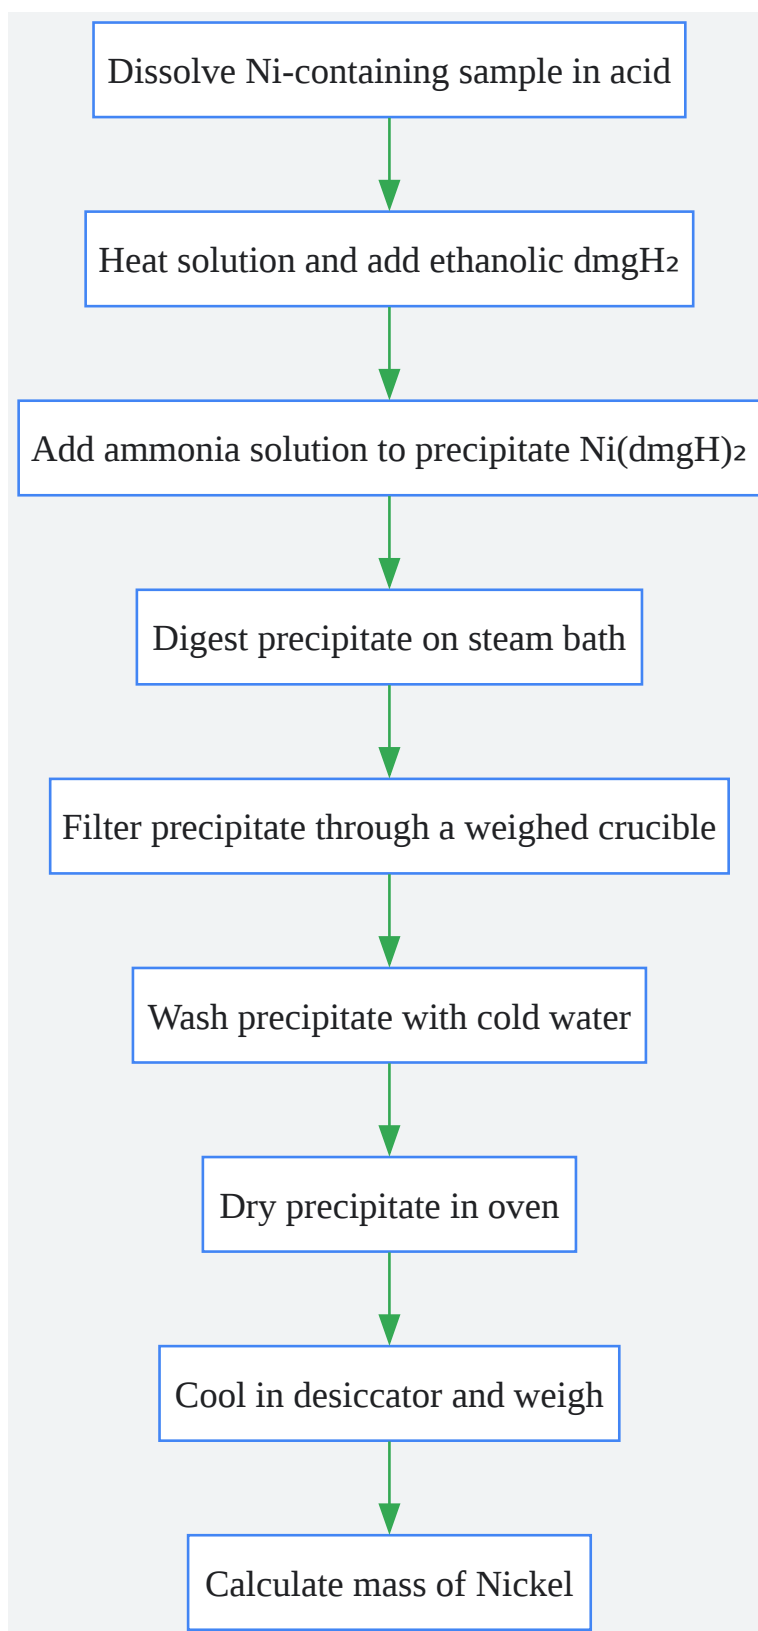 Dissolve Ni-containing sample in acid
Heat solution and add ethanolic dmgH₂
Add ammonia solution to precipitate Ni(dmgH)₂
Digest precipitate on steam bath
Filter precipitate through a weighed crucible
Wash precipitate with cold water
Dry precipitate in oven
Cool in desiccator and weigh
Calculate mass of Nickel